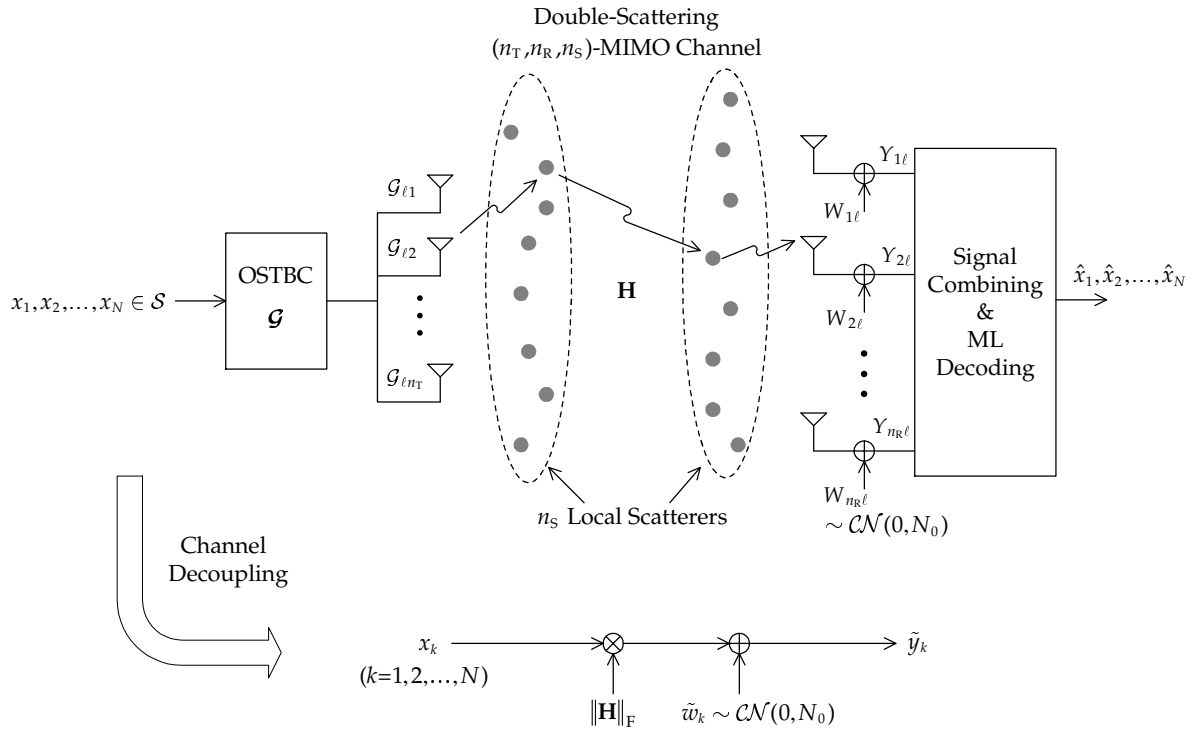 Double-Scattering
(n_T, n_R, n_S)-MIMO Channel
𝒢_ℓ1
𝒢_ℓ2
𝒢_ℓn_T
x_1, x_2, ..., x_N ∈ 𝒮
OSTBC
𝓖
H
n_S Local Scatterers
Y_1ℓ
W_1ℓ
Y_2ℓ
W_2ℓ
Y_n_Rℓ
W_n_Rℓ
~ 𝒞𝒩(0, N_0)
Signal
Combining
&
ML
Decoding
x̂_1, x̂_2, ..., x̂_N
Channel
Decoupling
x_k
(k=1,2,...,N)
‖H‖_F
w̃_k ~ 𝒞𝒩(0, N_0)
ỹ_k